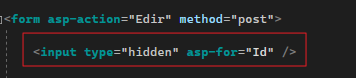 <form asp-action="Edir" method="post">
<input type="hidden" asp-for="Id" />